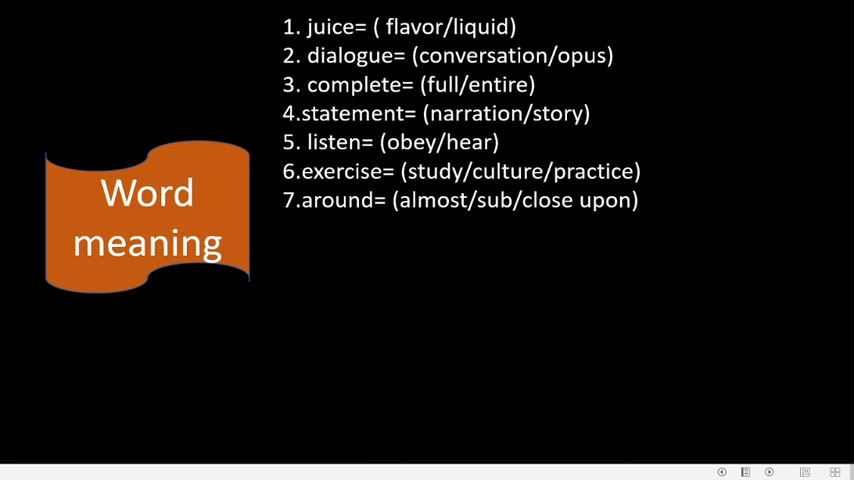 1. juice= ( flavor/liquid)
2. dialogue= (conversation/opus)
3. complete= (full/entire)
4.statement= (narration/story)
5. listen= (obey/hear)
6.exercise= (study/culture/practice)
7.around= (almost/sub/close upon)
Word
meaning